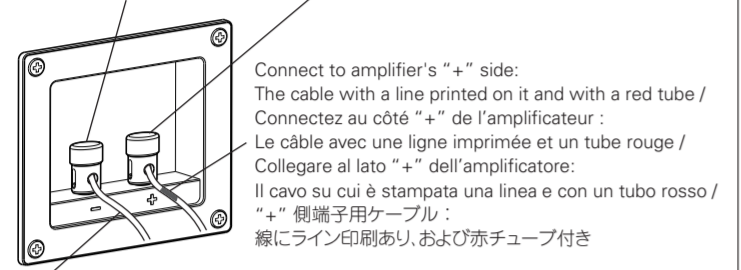 Connect to amplifier's “+” side:
The cable with a line printed on it and with a red tube /
Connectez au côté “+” de l'amplificateur :
Le câble avec une ligne imprimée et un tube rouge /
Collegare al lato “+” dell'amplificatore:
Il cavo su cui è stampata una linea e con un tubo rosso /
“+” 側端子用ケーブル：
線にライン印刷あり、および赤チューブ付き
− +